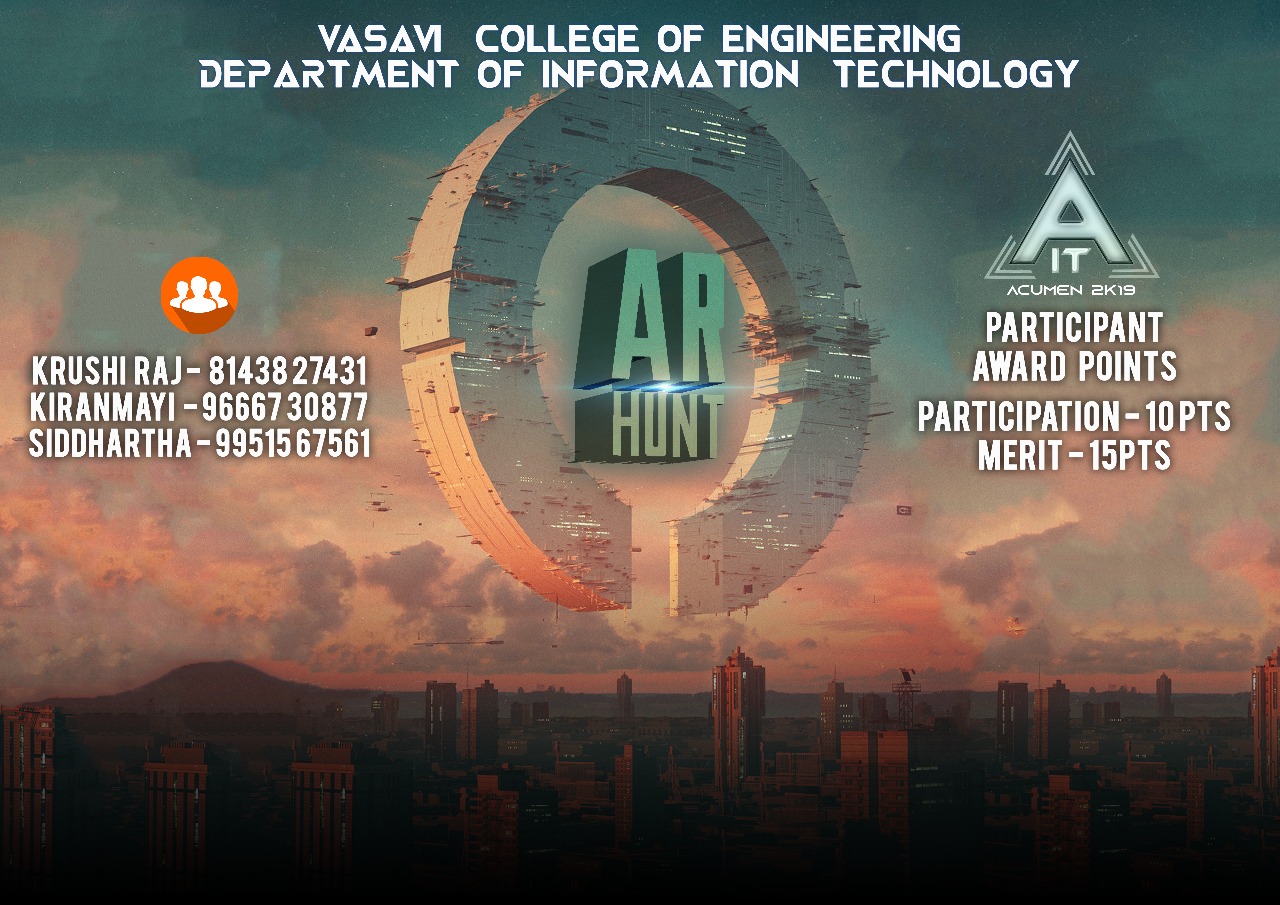 VASAVI COLLEGE OF ENGINEERING
DEPARTMENT OF INFORMATION TECHNOLOGY
AR
HUNT
KRUSHI RAJ - 81438 27431
KIRANMAYI - 96667 30877
SIDDHARTHA - 99515 67561
A
IT
ACUMEN 2K19
PARTICIPANT
AWARD POINTS
PARTICIPATION - 10 PTS
MERIT - 15PTS